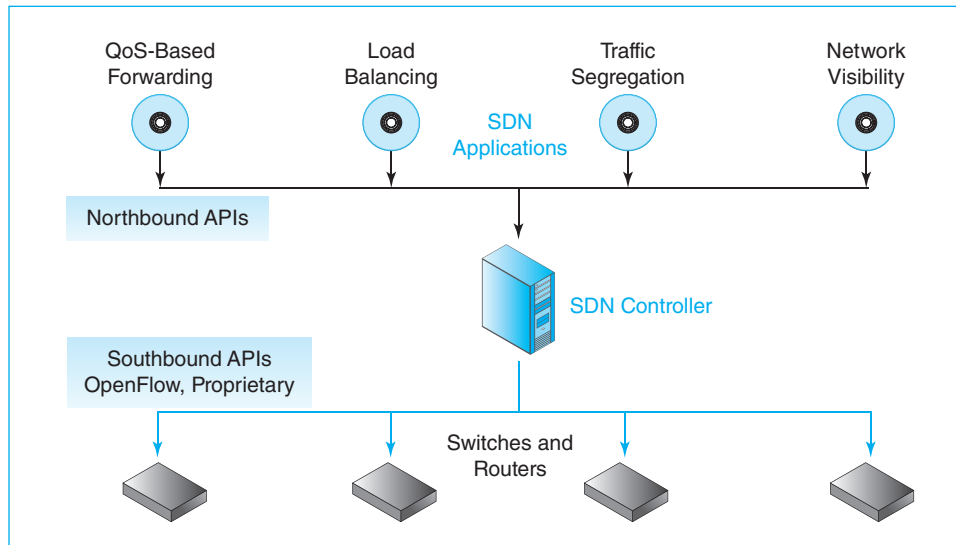 QoS-Based
Forwarding
Load
Balancing
Traffic
Segregation
Network
Visibility
SDN
Applications
Northbound APIs
SDN Controller
Southbound APIs
OpenFlow, Proprietary
Switches and
Routers